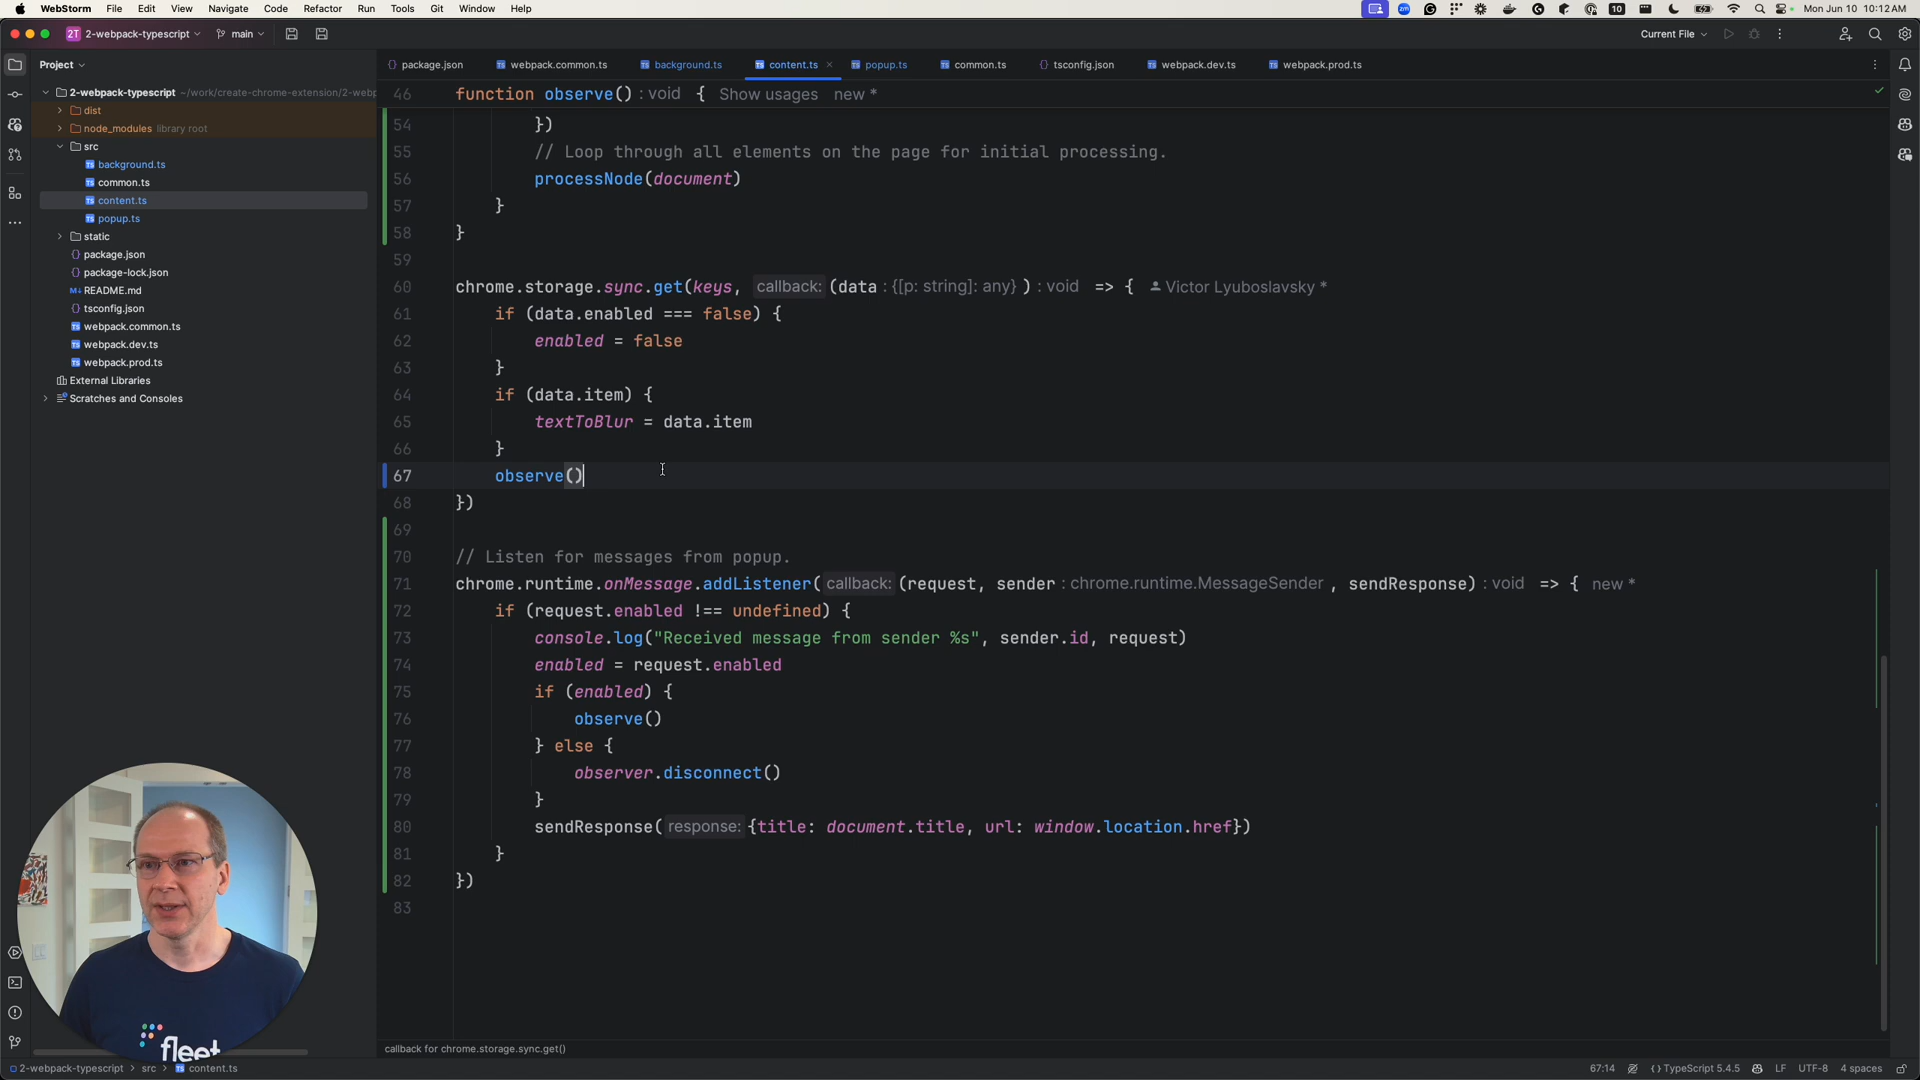 WebStorm File Edit View Navigate Code Refactor Run Tools Git Window Help
10
Mon Jun 10 10:12 AM
2T 2-webpack-typescript main
Current File
Project
package.json webpack.common.ts background.ts content.ts popup.ts common.ts tsconfig.json webpack.dev.ts webpack.prod.ts
2-webpack-typescript ~/work/create-chrome-extension/2-webp
dist
node_modules library root
src
background.ts
common.ts
content.ts
popup.ts
static
package.json
package-lock.json
README.md
tsconfig.json
webpack.common.ts
webpack.dev.ts
webpack.prod.ts
External Libraries
Scratches and Consoles
46 function observe() : void { Show usages new *
54 })
55 // Loop through all elements on the page for initial processing.
56 processNode(document)
57 }
58 }
59
60 chrome.storage.sync.get(keys, callback: (data : {[p: string]: any} ) : void => { Victor Lyuboslavsky *
61 if (data.enabled === false) {
62 enabled = false
63 }
64 if (data.item) {
65 textToBlur = data.item
66 }
67 observe()
68 })
69
70 // Listen for messages from popup.
71 chrome.runtime.onMessage.addListener( callback: (request, sender : chrome.runtime.MessageSender , sendResponse) : void => { new *
72 if (request.enabled !== undefined) {
73 console.log("Received message from sender %s", sender.id, request)
74 enabled = request.enabled
75 if (enabled) {
76 observe()
77 } else {
78 observer.disconnect()
79 }
80 sendResponse( response: {title: document.title, url: window.location.href})
81 }
82 })
83
fleet
callback for chrome.storage.sync.get()
2-webpack-typescript > src > content.ts
67:14 TypeScript 5.4.5 LF UTF-8 4 spaces